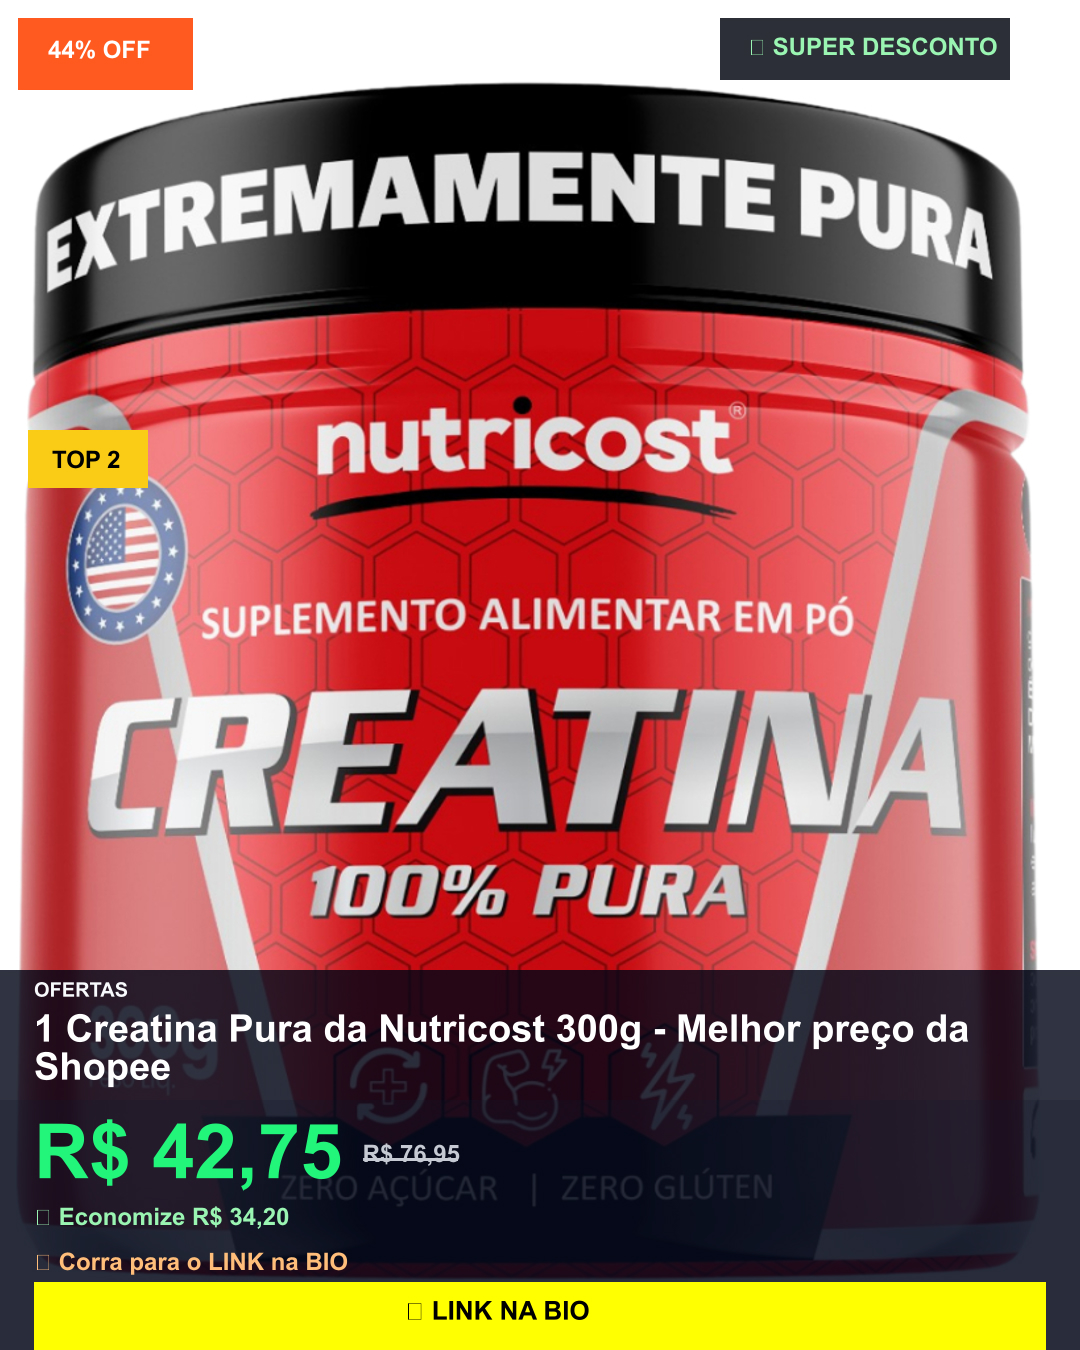 44% OFF
SUPER DESCONTO
EXTREMAMENTE PURA
nutricost®
TOP 2
SUPLEMENTO ALIMENTAR EM PÓ
CREATINA
100% PURA
OFERTAS
1 Creatina Pura da Nutricost 300g - Melhor preço da
Shopee
R$ 42,75 R$ 76,95
ZERO AÇÚCAR | ZERO GLÚTEN
Economize R$ 34,20
Corra para o LINK na BIO
LINK NA BIO